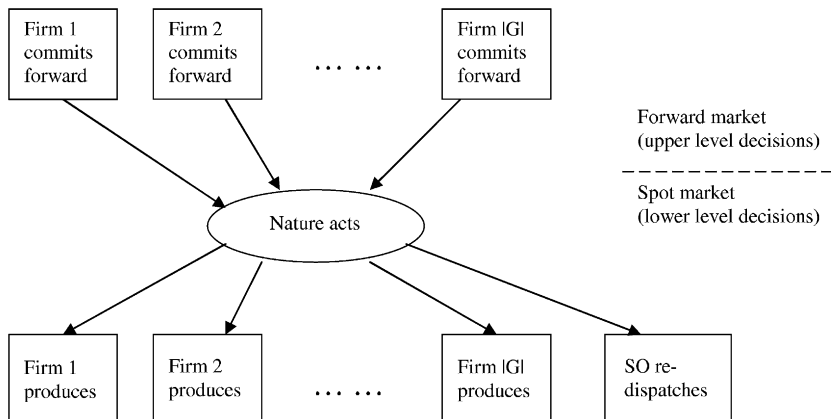 Firm 1
commits
forward
Firm 2
commits
forward
... ...
Firm |G|
commits
forward
Forward market
(upper level decisions)
Spot market
(lower level decisions)
Nature acts
Firm 1
produces
Firm 2
produces
... ...
Firm |G|
produces
SO re-
dispatches